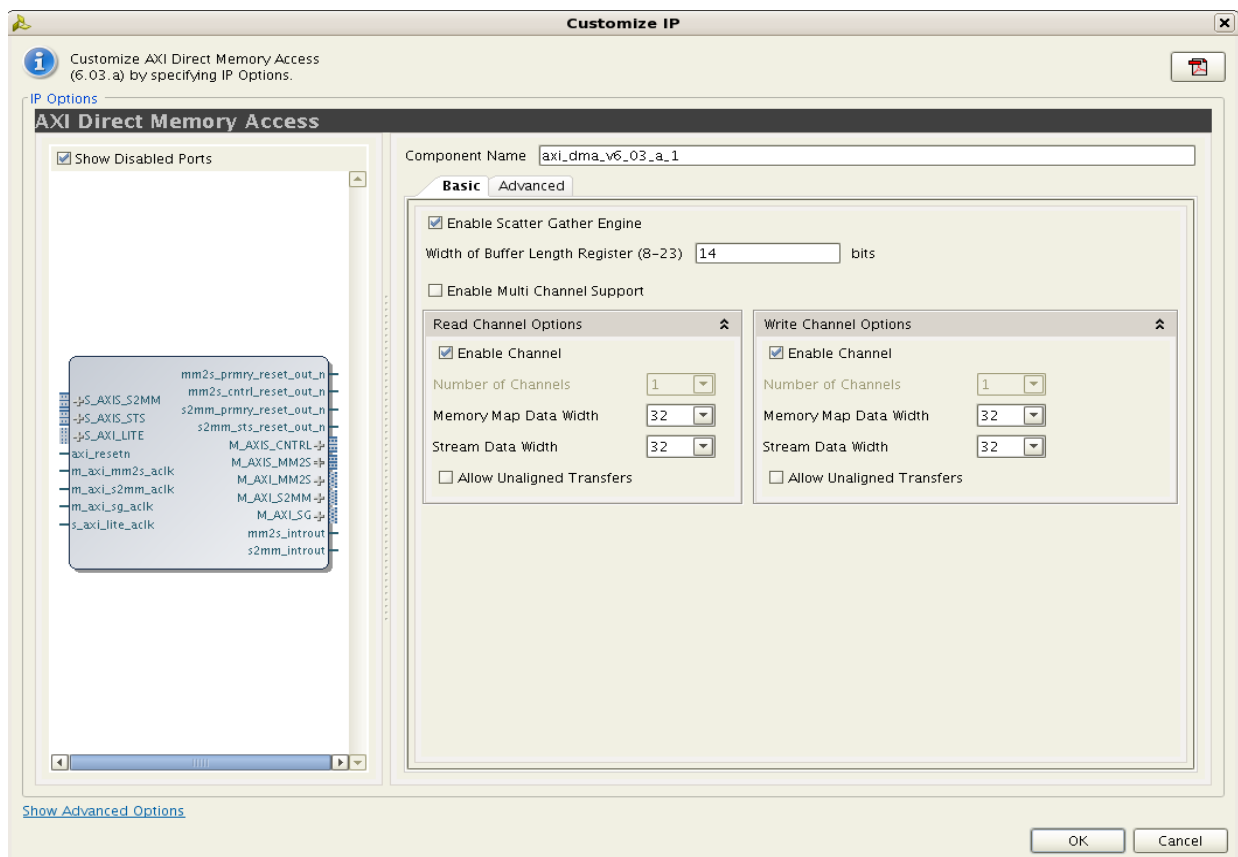 Customize IP
Customize AXI Direct Memory Access
(6.03.a) by specifying IP Options.
IP Options
AXI Direct Memory Access
Show Disabled Ports
S_AXIS_S2MM
S_AXIS_STS
S_AXI_LITE
axi_resetn
m_axi_mm2s_aclk
m_axi_s2mm_aclk
m_axi_sg_aclk
s_axi_lite_aclk
mm2s_prmry_reset_out_n
mm2s_cntrl_reset_out_n
s2mm_prmry_reset_out_n
s2mm_sts_reset_out_n
M_AXIS_CNTRL
M_AXIS_MM2S
M_AXI_MM2S
M_AXI_S2MM
M_AXI_SG
mm2s_introut
s2mm_introut
Component Name axi_dma_v6_03_a_1
Basic Advanced
Enable Scatter Gather Engine
Width of Buffer Length Register (8-23) 14 bits
Enable Multi Channel Support
Read Channel Options
Enable Channel
Number of Channels 1
Memory Map Data Width 32
Stream Data Width 32
Allow Unaligned Transfers
Write Channel Options
Enable Channel
Number of Channels 1
Memory Map Data Width 32
Stream Data Width 32
Allow Unaligned Transfers
Show Advanced Options
OK Cancel